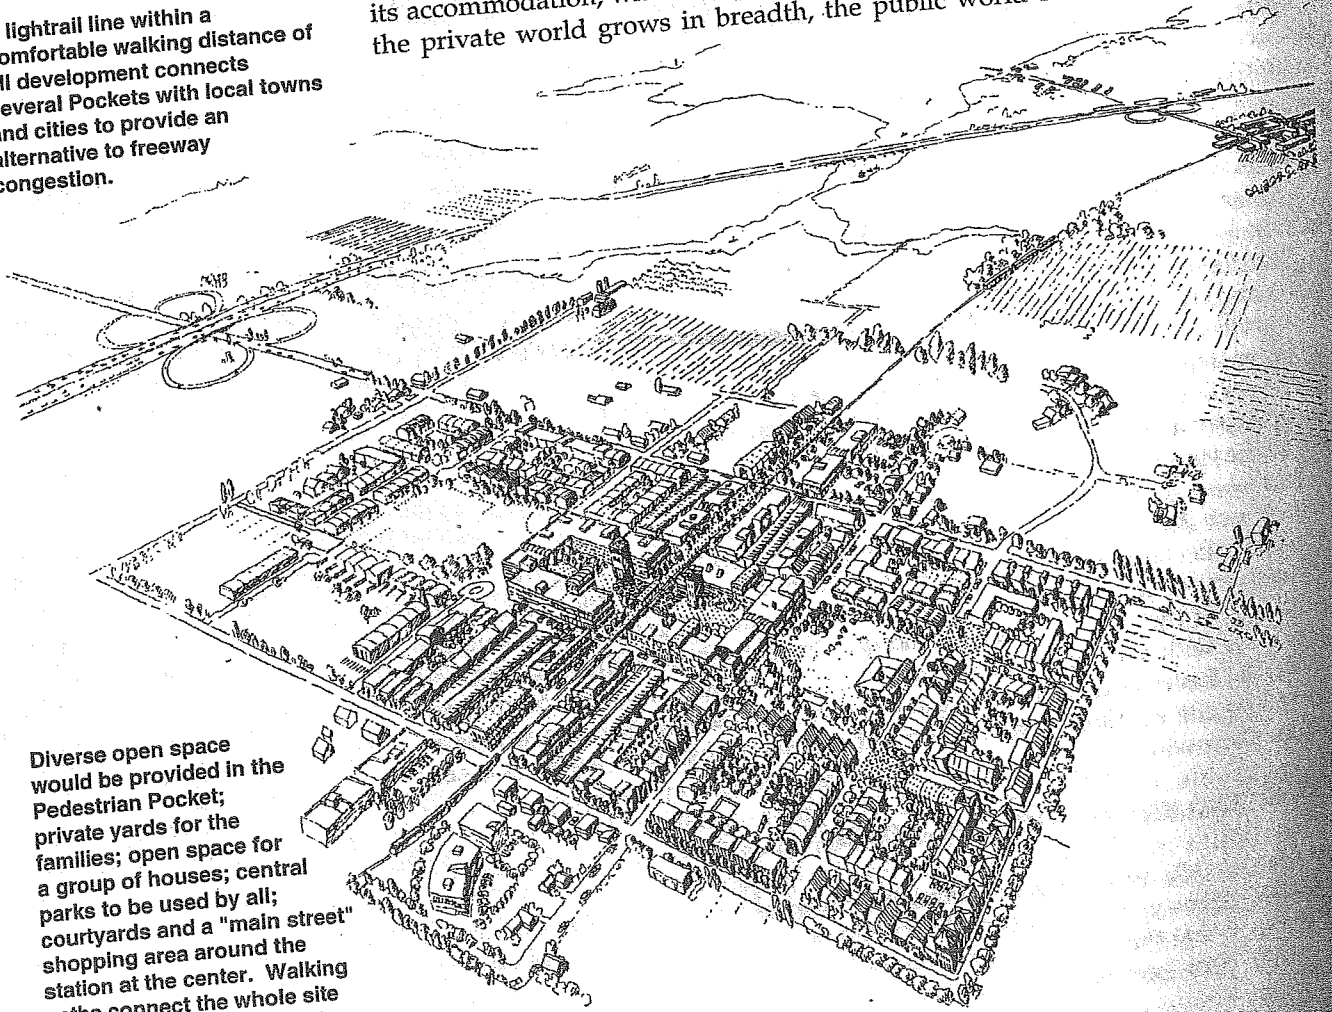 lightrail line within a
omfortable walking distance of
ll development connects
everal Pockets with local towns
nd cities to provide an
alternative to freeway
congestion.
its accommodation,
the private world grows in breadth, the public world
Diverse open space
would be provided in the
Pedestrian Pocket;
private yards for the
families; open space for
a group of houses; central
parks to be used by all;
courtyards and a "main street"
shopping area around the
station at the center. Walking
connect the whole site